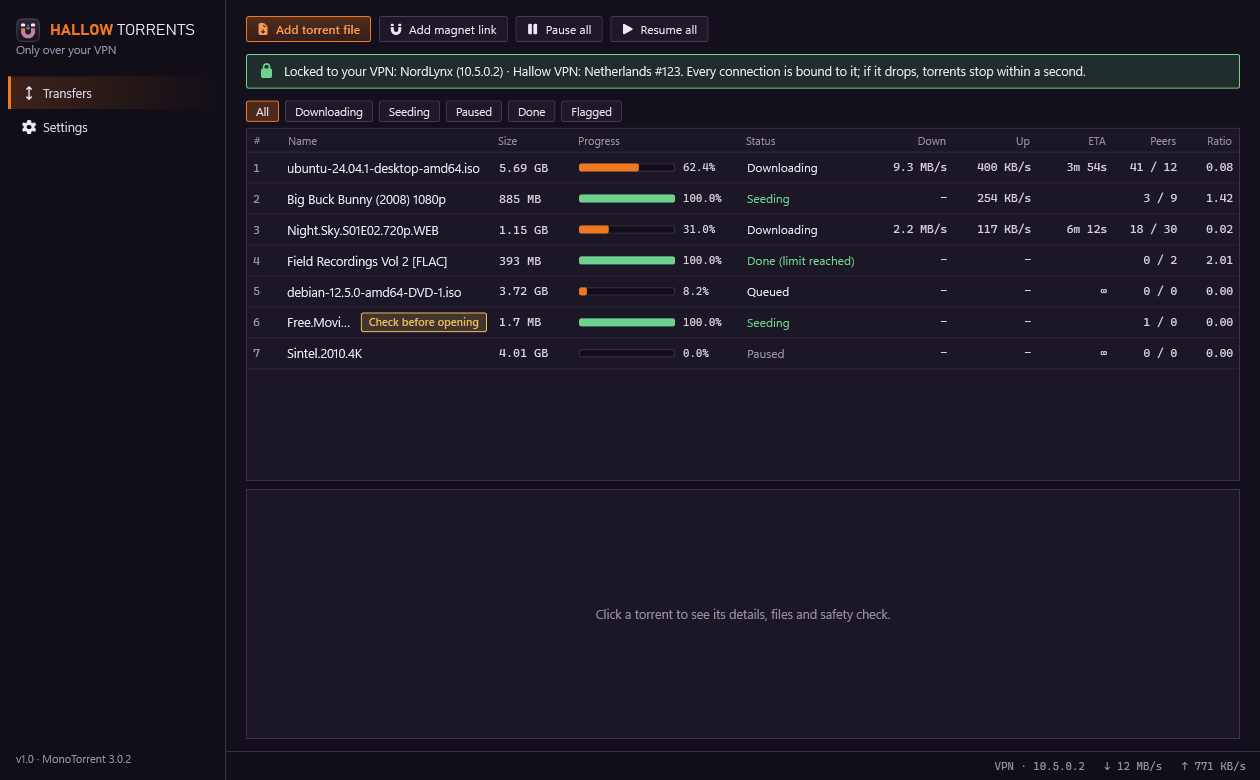 HALLOW TORRENTS
Only over your VPN
Transfers
Settings
v1.0 · MonoTorrent 3.0.2
Add torrent file Add magnet link Pause all Resume all
Locked to your VPN: NordLynx (10.5.0.2) · Hallow VPN: Netherlands #123. Every connection is bound to it; if it drops, torrents stop within a second.
All Downloading Seeding Paused Done Flagged
# Name Size Progress Status Down Up ETA Peers Ratio
1 ubuntu-24.04.1-desktop-amd64.iso 5.69 GB 62.4% Downloading 9.3 MB/s 400 KB/s 3m 54s 41 / 12 0.08
2 Big Buck Bunny (2008) 1080p 885 MB 100.0% Seeding – 254 KB/s 3 / 9 1.42
3 Night.Sky.S01E02.720p.WEB 1.15 GB 31.0% Downloading 2.2 MB/s 117 KB/s 6m 12s 18 / 30 0.02
4 Field Recordings Vol 2 [FLAC] 393 MB 100.0% Done (limit reached) – – 0 / 2 2.01
5 debian-12.5.0-amd64-DVD-1.iso 3.72 GB 8.2% Queued – – ∞ 0 / 0 0.00
6 Free.Movi... Check before opening 1.7 MB 100.0% Seeding – – 1 / 0 0.00
7 Sintel.2010.4K 4.01 GB 0.0% Paused – – ∞ 0 / 0 0.00
Click a torrent to see its details, files and safety check.
VPN · 10.5.0.2 ↓ 12 MB/s ↑ 771 KB/s